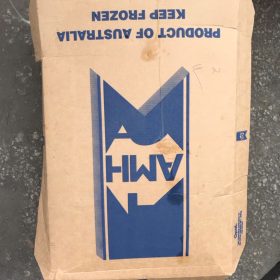 PRODUCT OF AUSTRALIA
KEEP FROZEN
AMH